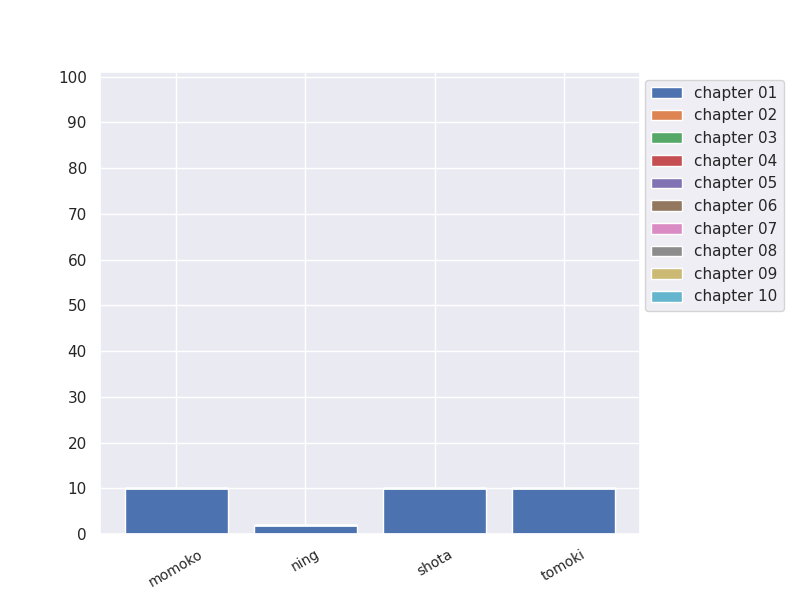 100
90
80
70
60
50
40
30
20
10
0
momoko
ning
shota
tomoki
chapter 01
chapter 02
chapter 03
chapter 04
chapter 05
chapter 06
chapter 07
chapter 08
chapter 09
chapter 10